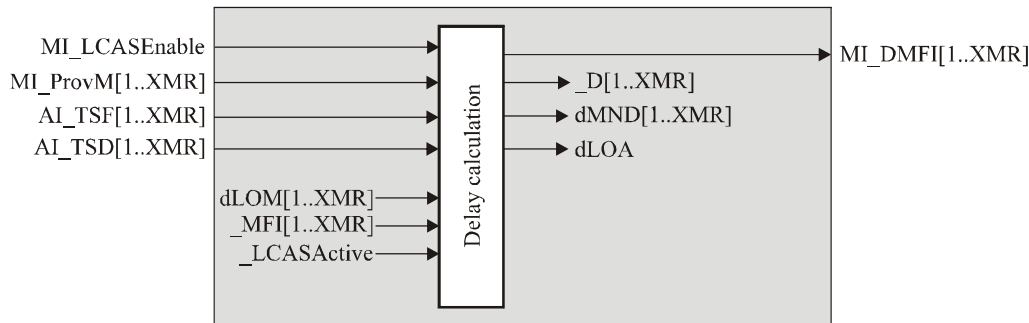 MI_LCASEnable
MI_DMFI[1..XMR]
MI_ProvM[1..XMR]
_D[1..XMR]
AI_TSF[1..XMR]
dMND[1..XMR]
AI_TSD[1..XMR]
dLOA
Delay calculation
dLOM[1..XMR]
_MFI[1..XMR]
_LCASActive